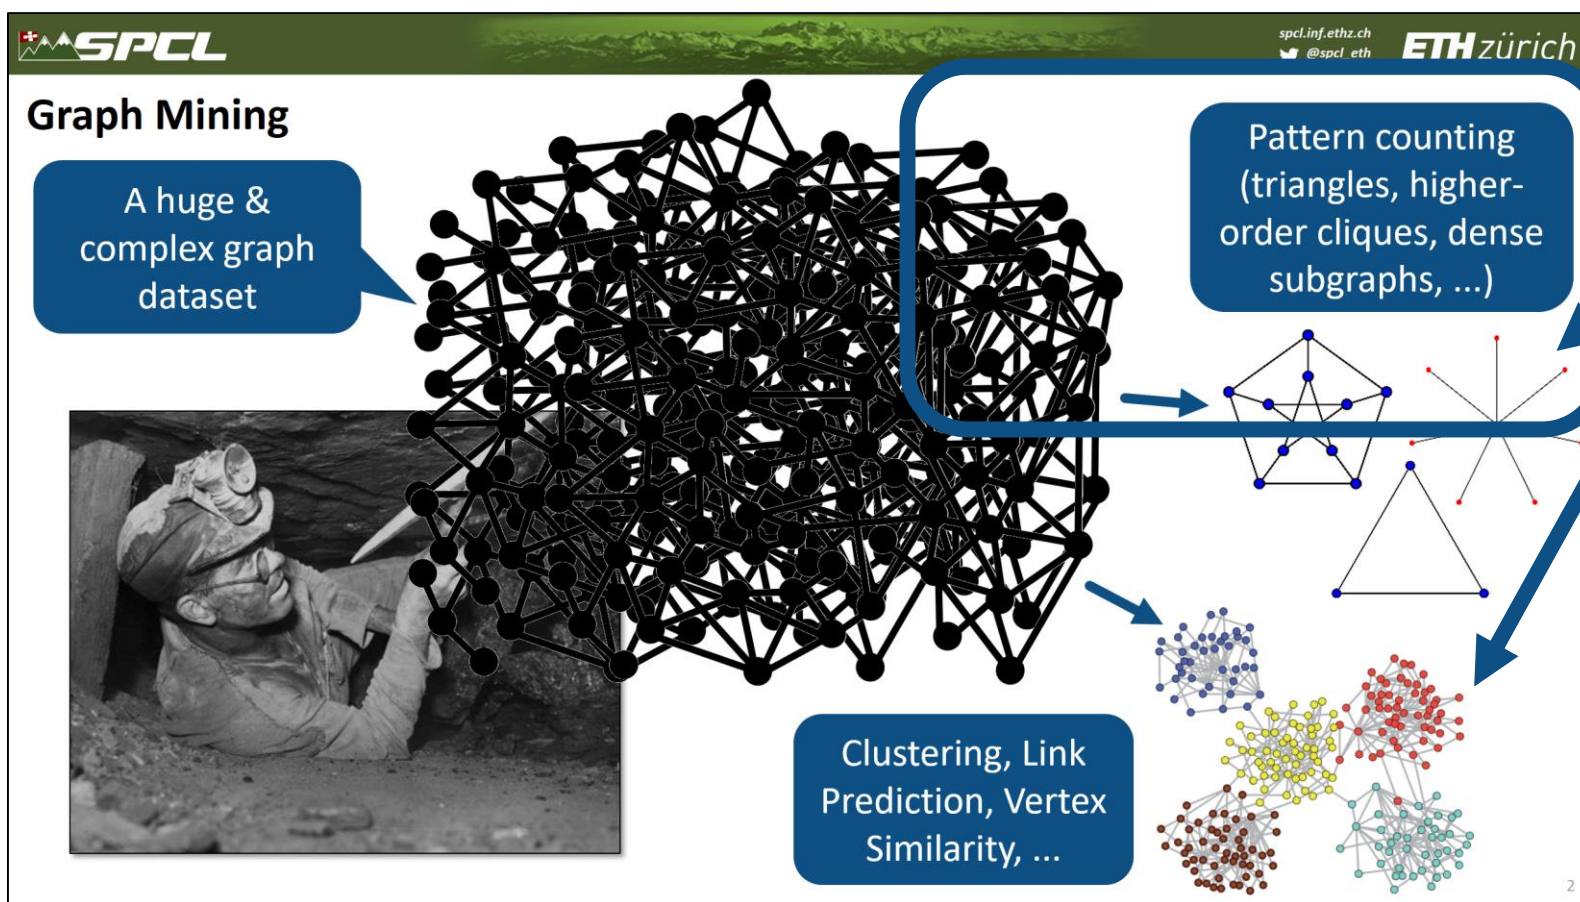 SPCL
spcl.inf.ethz.ch
@spcl_eth
ETH zürich
Graph Mining
A huge &
complex graph
dataset
Pattern counting
(triangles, higher-
order cliques, dense
subgraphs, ...)
Clustering, Link
Prediction, Vertex
Similarity, ...
2